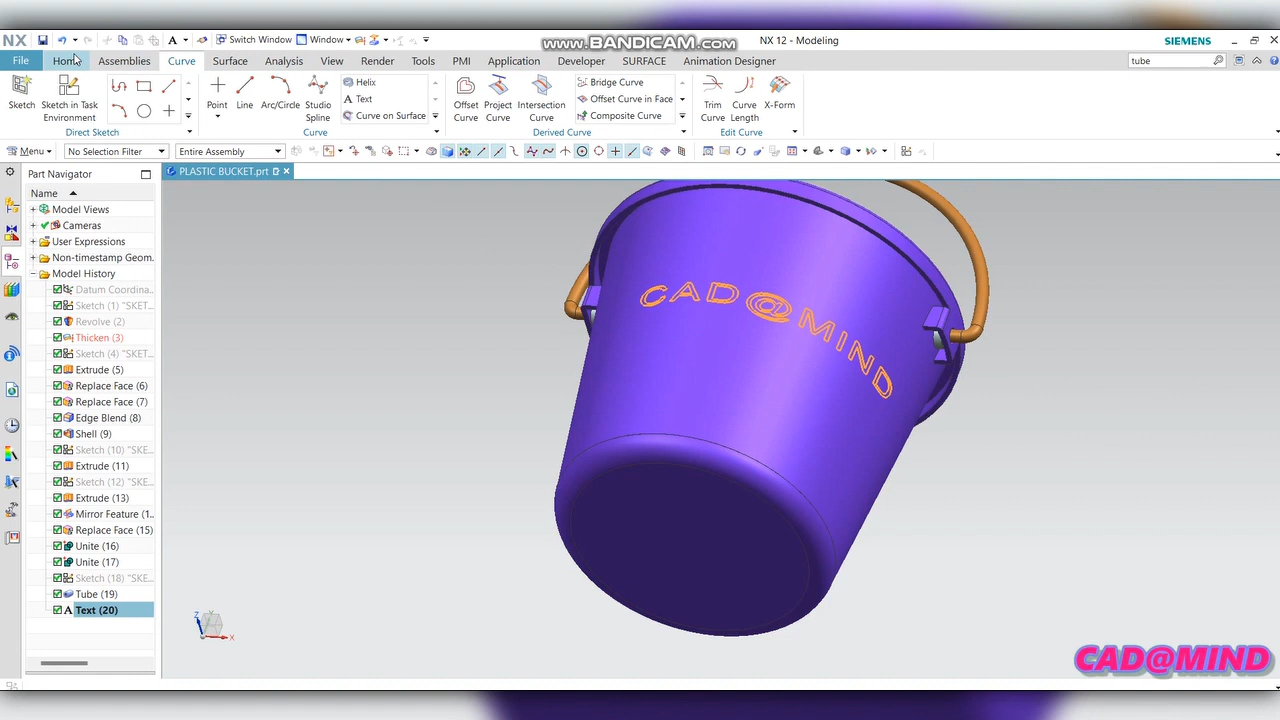 NX
Switch Window
Window
www.BANDICAM.com
NX 12 - Modeling
SIEMENS
File
Home
Assemblies
Curve
Surface
Analysis
View
Render
Tools
PMI
Application
Developer
SURFACE
Animation Designer
tube
Sketch
Sketch in Task
Environment
Direct Sketch
Point
Line
Arc/Circle
Studio
Spline
Helix
Text
Curve on Surface
Curve
Offset
Curve
Project
Curve
Intersection
Curve
Bridge Curve
Offset Curve in Face
Composite Curve
Derived Curve
Trim
Curve
Curve
Length
X-Form
Edit Curve
Menu
No Selection Filter
Entire Assembly
Part Navigator
PLASTIC BUCKET.prt
Name
Model Views
Cameras
User Expressions
Non-timestamp Geom.
Model History
Datum Coordina...
Sketch (1) "SKET...
Revolve (2)
Thicken (3)
Sketch (4) "SKET...
Extrude (5)
Replace Face (6)
Replace Face (7)
Edge Blend (8)
Shell (9)
Sketch (10) "SKE...
Extrude (11)
Sketch (12) "SKE...
Extrude (13)
Mirror Feature (1...
Replace Face (15)
Unite (16)
Unite (17)
Sketch (18) "SKE...
Tube (19)
A Text (20)
CAD@MIND
Z
Y
X
CAD@MIND